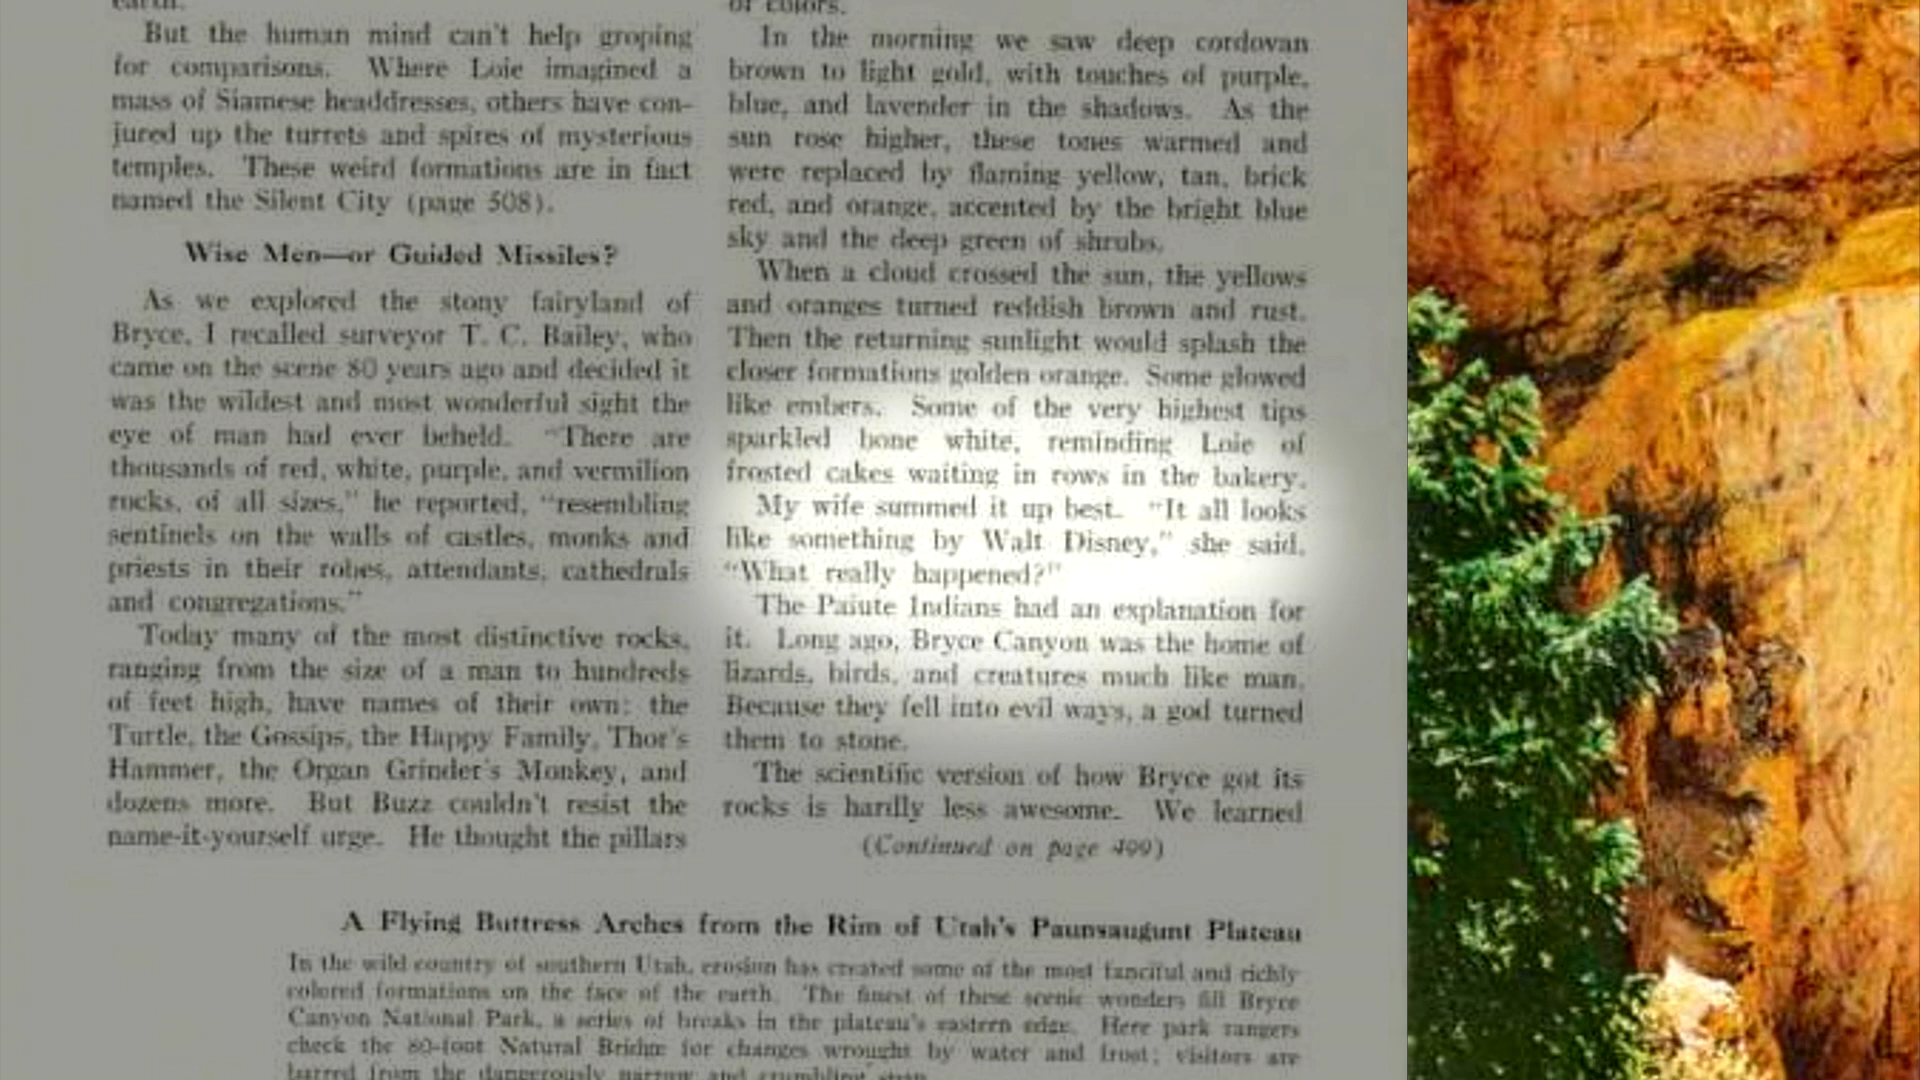 earth.
But the human mind can't help groping
for comparisons. Where Loie imagined a
mass of Siamese headdresses, others have con-
jured up the turrets and spires of mysterious
temples. These weird formations are in fact
named the Silent City (page 508).
Wise Men—or Guided Missiles?
As we explored the stony fairyland of
Bryce, I recalled surveyor T. C. Bailey, who
came on the scene 80 years ago and decided it
was the wildest and most wonderful sight the
eye of man had ever beheld. "There are
thousands of red, white, purple, and vermilion
rocks, of all sizes," he reported, "resembling
sentinels on the walls of castles, monks and
priests in their robes, attendants, cathedrals
and congregations."
Today many of the most distinctive rocks,
ranging from the size of a man to hundreds
of feet high, have names of their own: the
Turtle, the Gossips, the Happy Family, Thor's
Hammer, the Organ Grinder's Monkey, and
dozens more. But Buzz couldn't resist the
name-it-yourself urge. He thought the pillars
of colors.
In the morning we saw deep cordovan
brown to light gold, with touches of purple,
blue, and lavender in the shadows. As the
sun rose higher, these tones warmed and
were replaced by flaming yellow, tan, brick
red, and orange, accented by the bright blue
sky and the deep green of shrubs.
When a cloud crossed the sun, the yellows
and oranges turned reddish brown and rust.
Then the returning sunlight would splash the
closer formations golden orange. Some glowed
like embers. Some of the very highest tips
sparkled bone white, reminding Loie of
frosted cakes waiting in rows in the bakery.
My wife summed it up best. "It all looks
like something by Walt Disney," she said.
"What really happened?"
The Paiute Indians had an explanation for
it. Long ago, Bryce Canyon was the home of
lizards, birds, and creatures much like man.
Because they fell into evil ways, a god turned
them to stone.
The scientific version of how Bryce got its
rocks is hardly less awesome. We learned
(Continued on page 499)
A Flying Buttress Arches from the Rim of Utah's Paunsaugunt Plateau
In the wild country of southern Utah, erosion has created some of the most fanciful and richly
colored formations on the face of the earth. The finest of these scenic wonders fill Bryce
Canyon National Park, a series of breaks in the plateau's eastern edge. Here park rangers
check the 80-foot Natural Bridge for changes wrought by water and frost; visitors are
barred from the dangerously narrow and crumbling span.